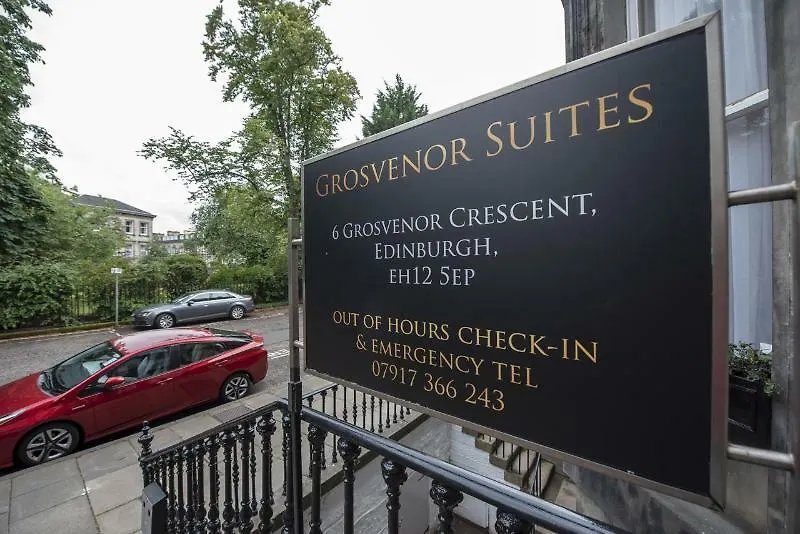 GROSVENOR SUITES
6 GROSVENOR CRESCENT,
EDINBURGH,
EH12 5EP
OUT OF HOURS CHECK-IN
& EMERGENCY TEL
07917 366 243